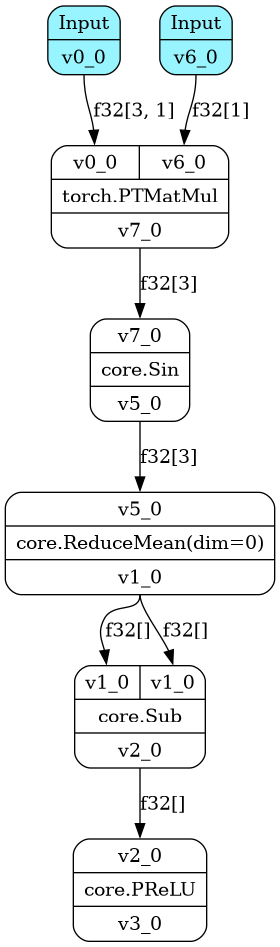 Input
v0_0
Input
v6_0
f32[3, 1]
f32[1]
v0_0 v6_0
torch.PTMatMul
v7_0
f32[3]
v7_0
core.Sin
v5_0
f32[3]
v5_0
core.ReduceMean(dim=0)
v1_0
f32[] f32[]
v1_0 v1_0
core.Sub
v2_0
f32[]
v2_0
core.PReLU
v3_0